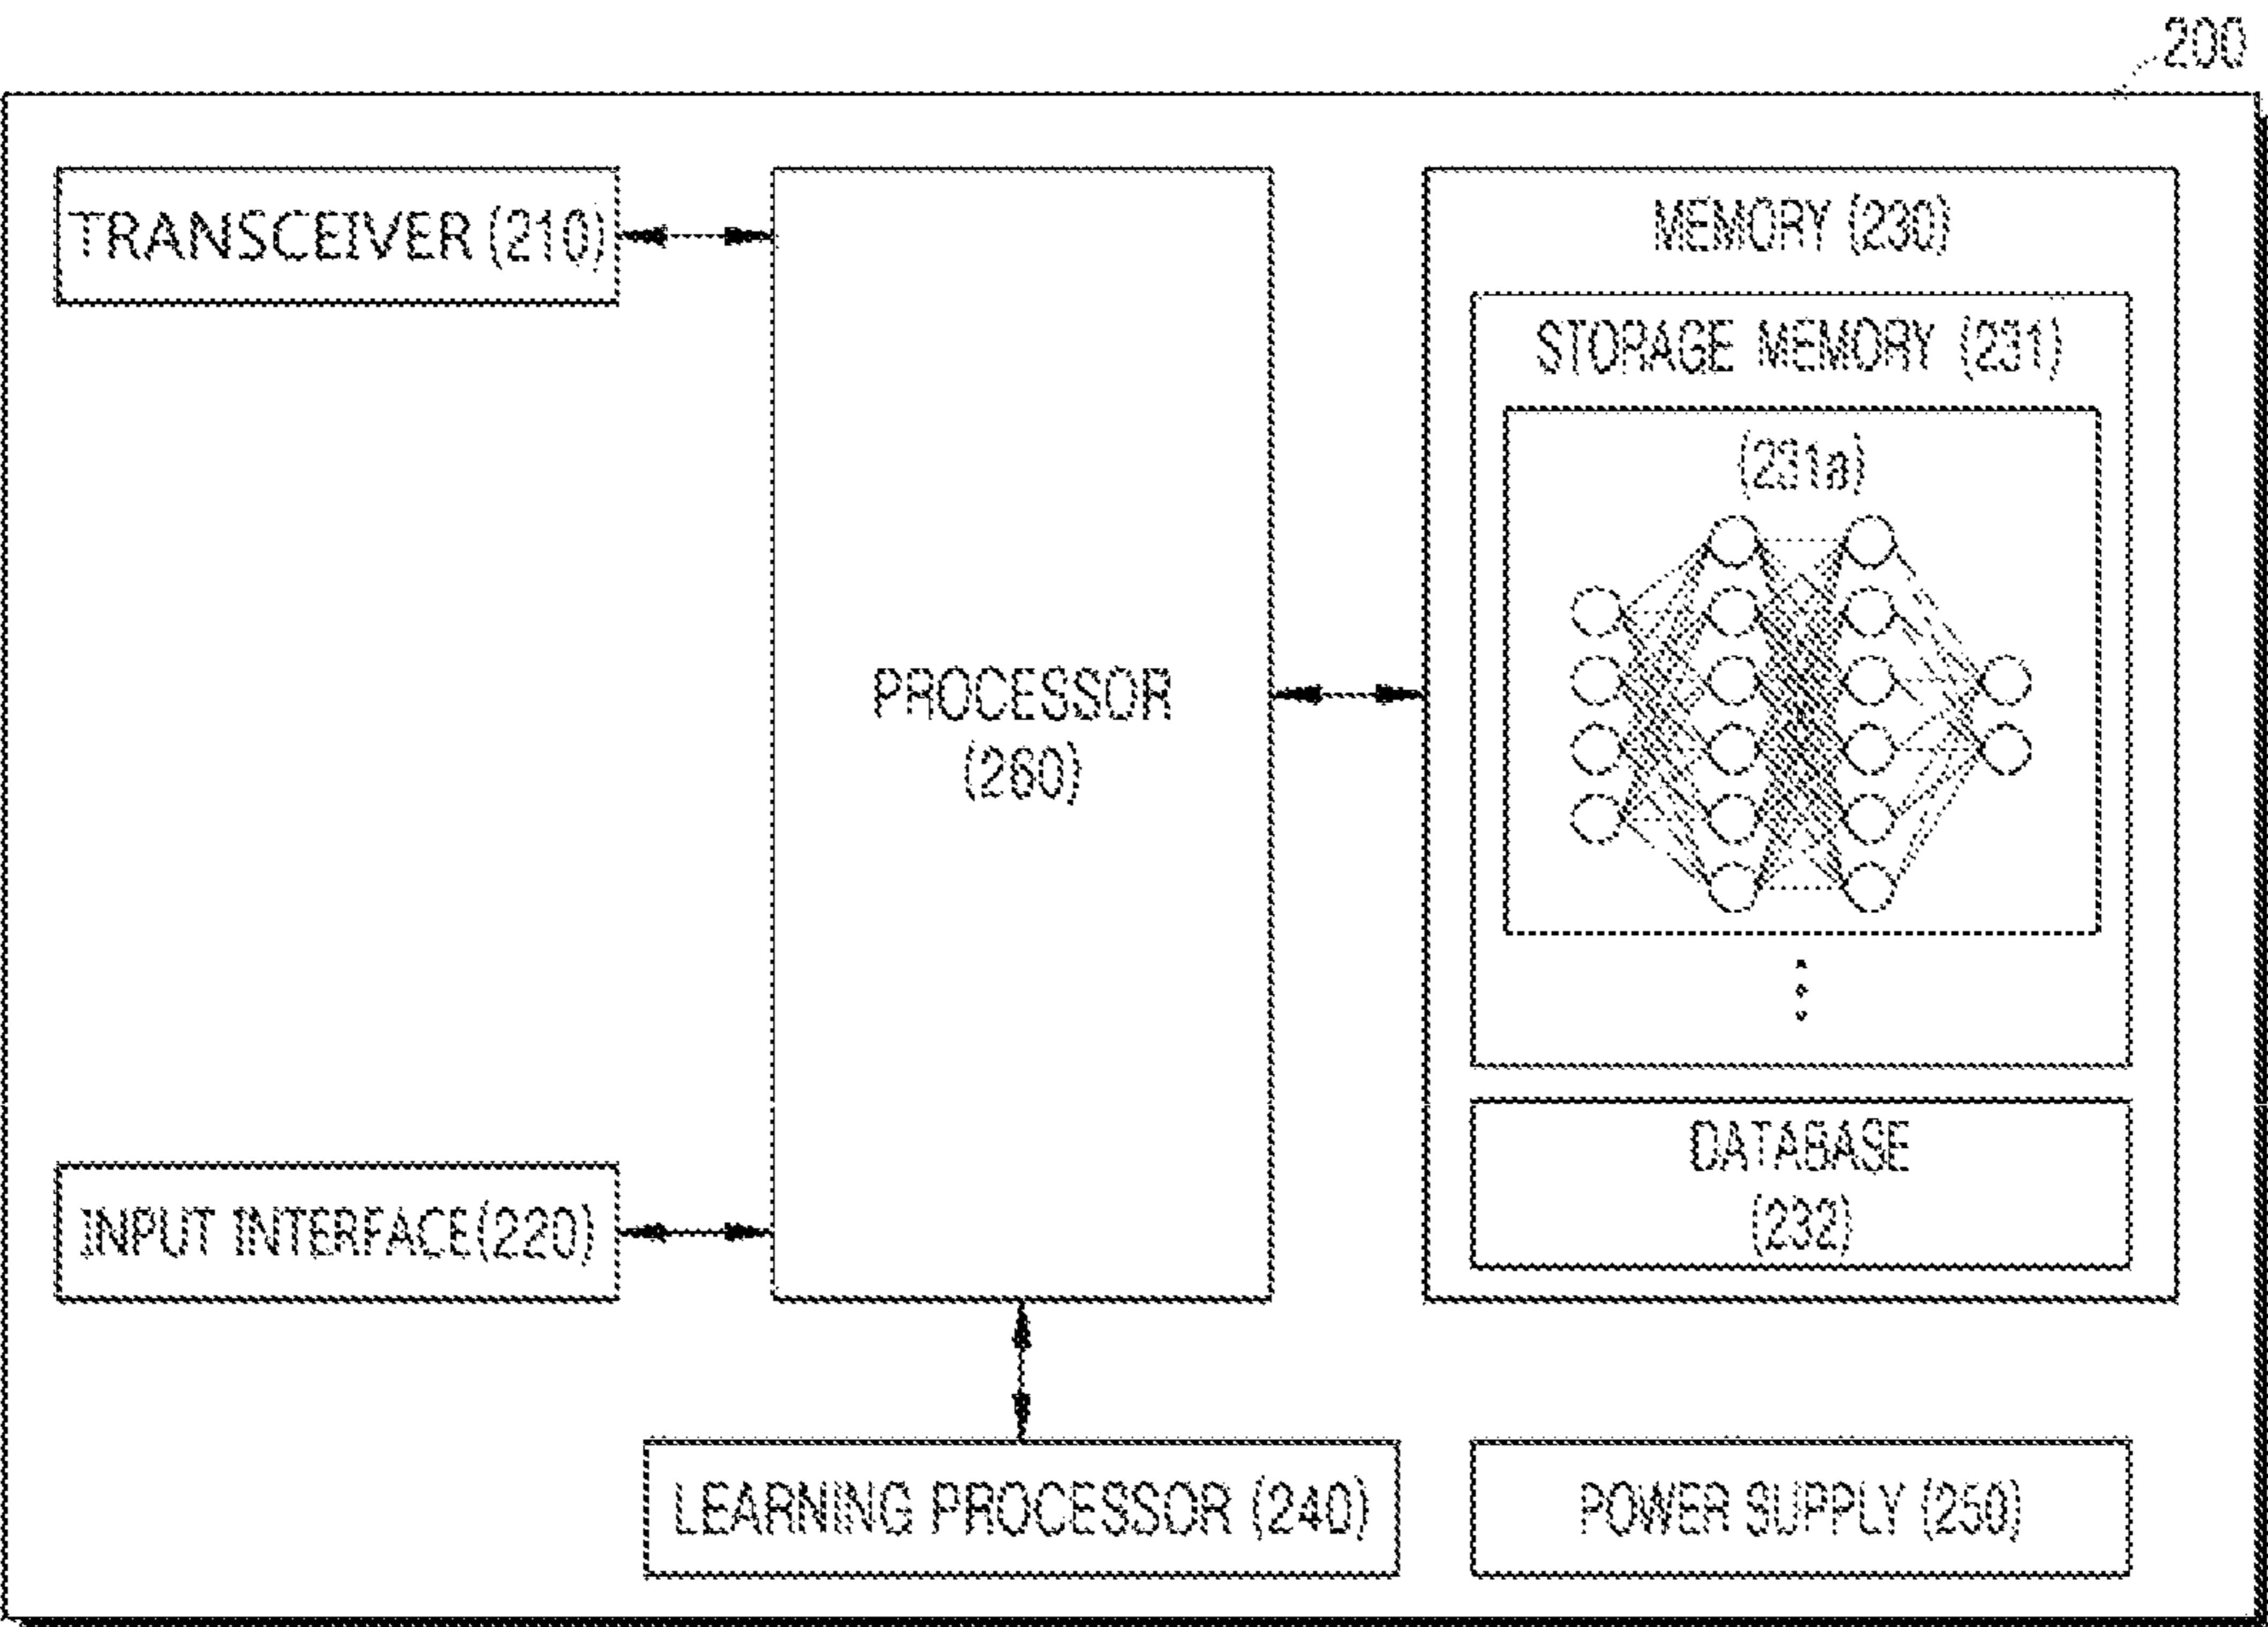 200
TRANSCEIVER (210)
PROCESSOR
(260)
MEMORY (230)
STORAGE MEMORY (231)
(231a)
DATABASE
(232)
INPUT INTERFACE(220)
LEARNING PROCESSOR (240)
POWER SUPPLY (250)